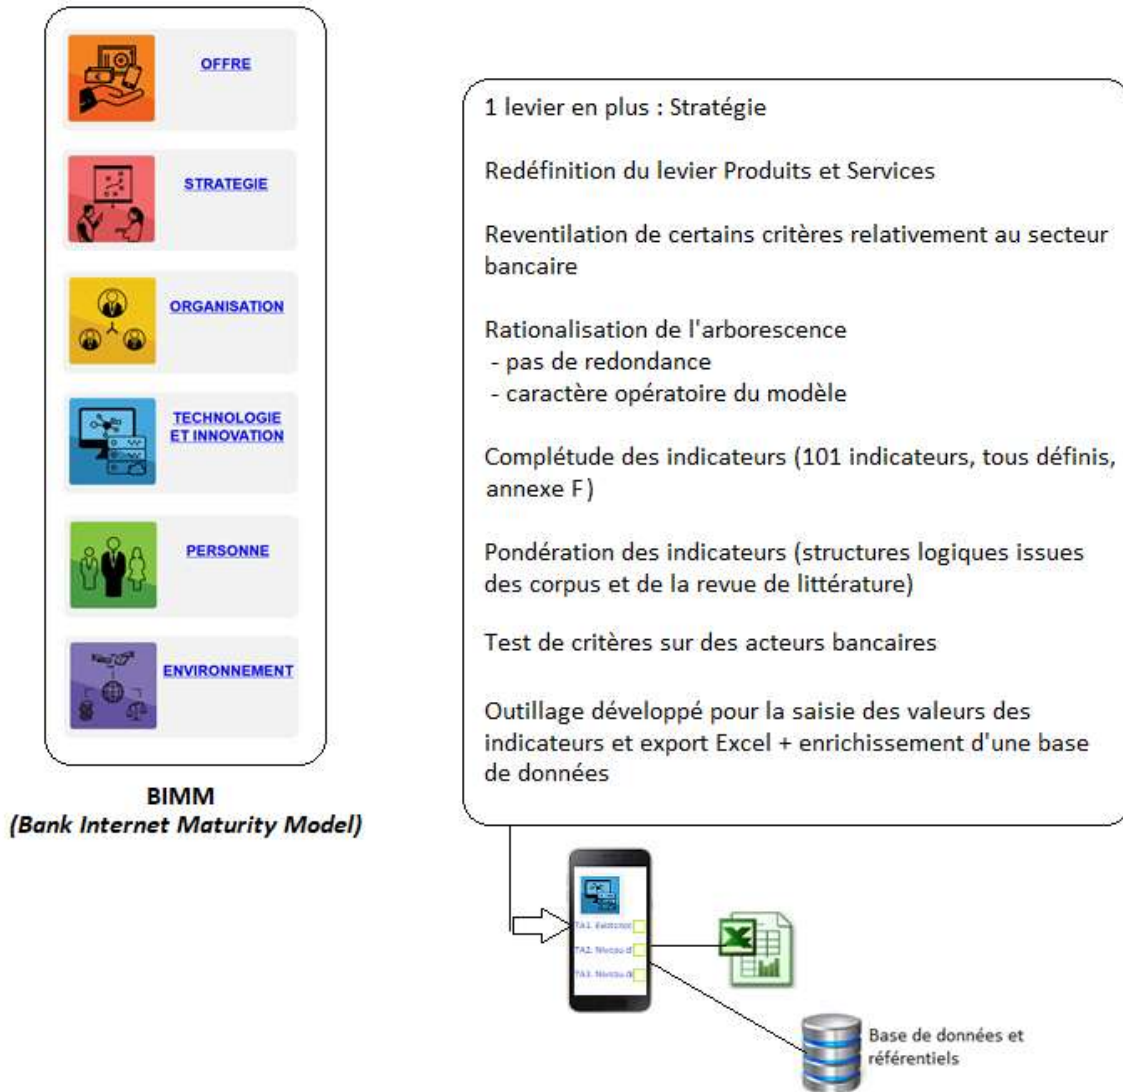 OFFRE
STRATEGIE
ORGANISATION
TECHNOLOGIE
ET INNOVATION
PERSONNE
ENVIRONNEMENT
BIMM
(Bank Internet Maturity Model)
1 levier en plus : Stratégie
Redéfinition du levier Produits et Services
Reventilation de certains critères relativement au secteur
bancaire
Rationalisation de l'arborescence
- pas de redondance
- caractère opératoire du modèle
Complétude des indicateurs (101 indicateurs, tous définis,
annexe F)
Pondération des indicateurs (structures logiques issues
des corpus et de la revue de littérature)
Test de critères sur des acteurs bancaires
Outillage développé pour la saisie des valeurs des
indicateurs et export Excel + enrichissement d'une base
de données
TA1.
TA2. Niveau d
TA3. Niveau de
Base de données et
référentiels